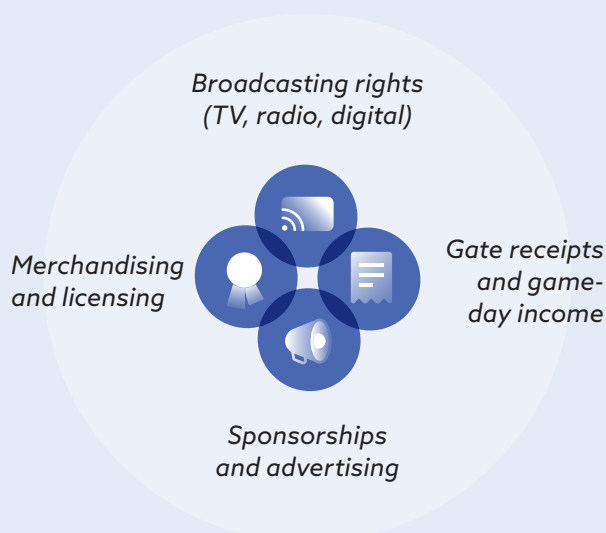 Broadcasting rights
(TV, radio, digital)
Merchandising
and licensing
Gate receipts
and game-
day income
Sponsorships
and advertising